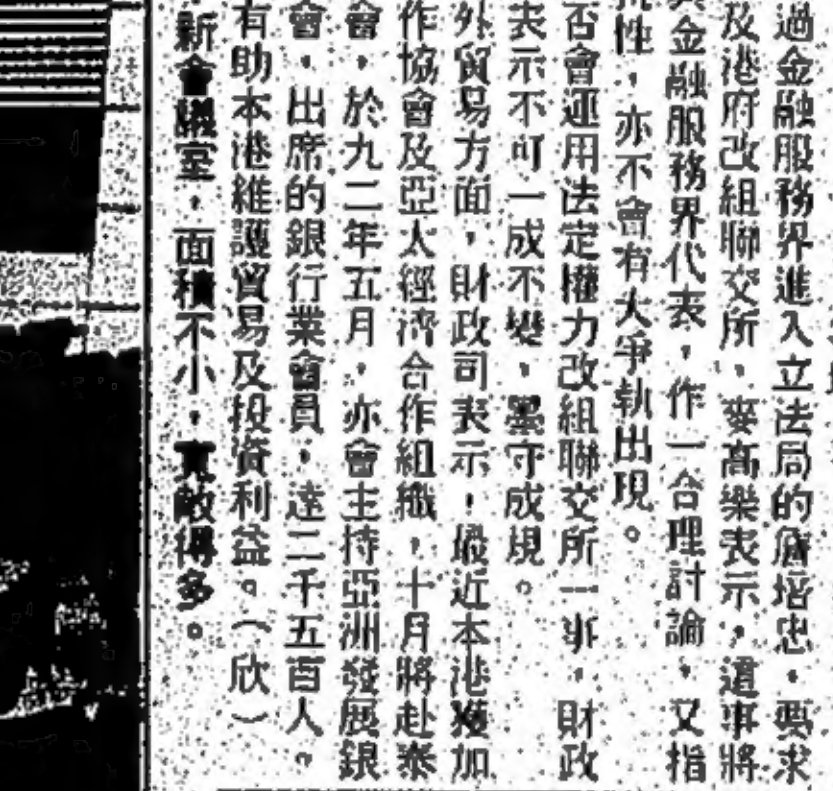 過金融服務界進入立法局的詹培忠，要求
及港府改組聯交所，麥高樂表示，這事將
金融服務界代表，作一合理討論，又指
性，亦不會有大爭執出現。
否會運用法定權力改組聯交所一事，財政
表示不可一成不變，墨守成規。
外貿易方面，財政司表示，最近本港獲加
作協會及亞太經濟合作組織，十月將赴泰
會，於九二年五月，亦會主持亞洲發展銀
會，出席的銀行業會員，達二千五百人。
有助本港維護貿易及投資利益。（欣）
新會議室，面積不小，寬敞得多。